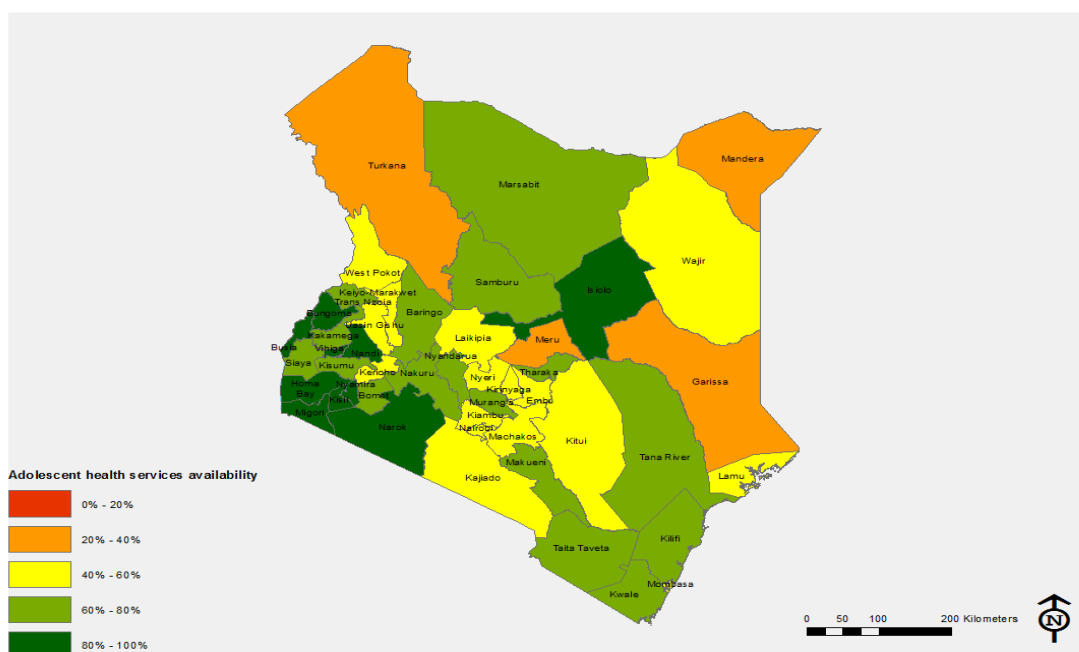 Turkana
Mandera
Marsabit
Wajir
West Pokot
Samburu
Isiolo
Keiyo-Marakwet
Trans Nzoia
Baringo
Bungoma
Uasin Gishu
Kakamega
Laikipia
Meru
Busia
Vihiga
Nandi
Nyandarua
Siaya
Kisumu
Kericho
Nakuru
Nyeri
Tharaka
Garissa
Homa
Bay
Nyamira
Kirinyaga
Kisii
Bomet
Murang'a
Embu
Migori
Kiambu
Narok
Nairobi
Machakos
Kitui
Tana River
Makueni
Lamu
Kajiado
Taita Taveta
Kilifi
Mombasa
Kwale
Adolescent health services availability
0% - 20%
20% - 40%
40% - 60%
60% - 80%
80% - 100%
0 50 100 200 Kilometers
N